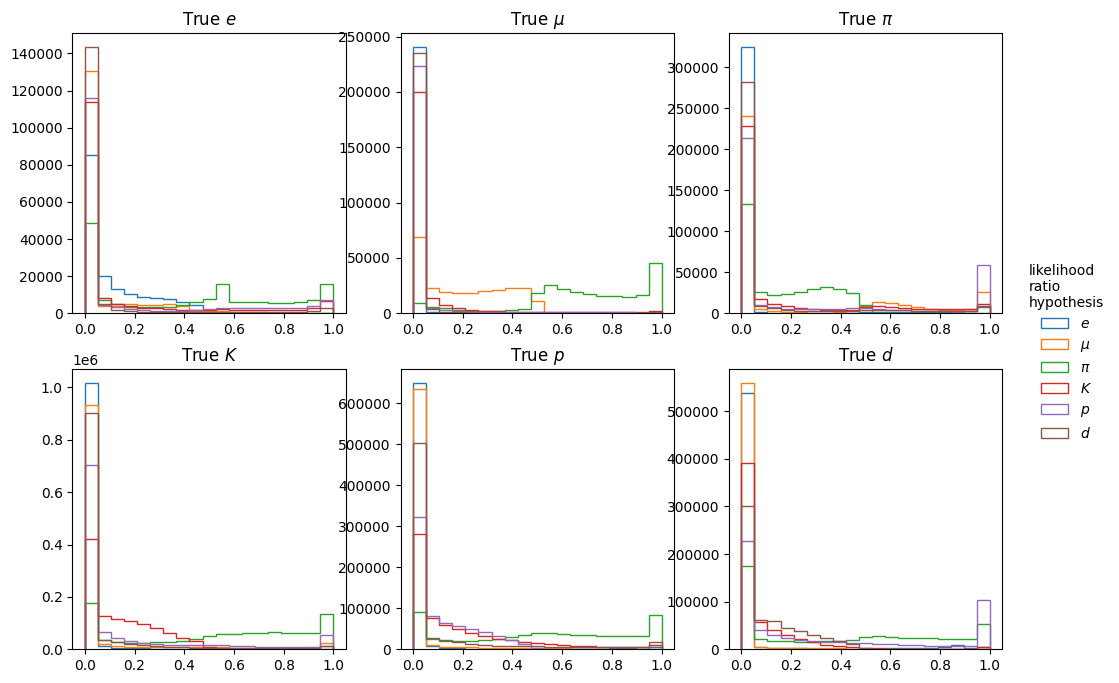 True e
140000
120000
100000
80000
60000
40000
20000
0
0.0 0.2 0.4 0.6 0.8 1.0
True μ
250000
200000
150000
100000
50000
0
0.0 0.2 0.4 0.6 0.8 1.0
True π
300000
250000
200000
150000
100000
50000
0
0.0 0.2 0.4 0.6 0.8 1.0
True K
1e6
1.0
0.8
0.6
0.4
0.2
0.0
0.0 0.2 0.4 0.6 0.8 1.0
True p
600000
500000
400000
300000
200000
100000
0
0.0 0.2 0.4 0.6 0.8 1.0
True d
500000
400000
300000
200000
100000
0
0.0 0.2 0.4 0.6 0.8 1.0
likelihood
ratio
hypothesis
e
μ
π
K
p
d